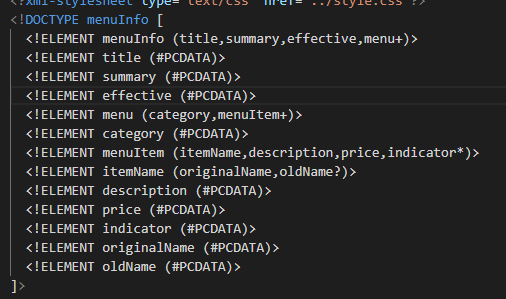 <?xml-stylesheet type="text/css" href="../style.css"?>
<!DOCTYPE menuInfo [
<!ELEMENT menuInfo (title,summary,effective,menu+)>
<!ELEMENT title (#PCDATA)>
<!ELEMENT summary (#PCDATA)>
<!ELEMENT effective (#PCDATA)>
<!ELEMENT menu (category,menuItem+)>
<!ELEMENT category (#PCDATA)>
<!ELEMENT menuItem (itemName,description,price,indicator*)>
<!ELEMENT itemName (originalName,oldName?)>
<!ELEMENT description (#PCDATA)>
<!ELEMENT price (#PCDATA)>
<!ELEMENT indicator (#PCDATA)>
<!ELEMENT originalName (#PCDATA)>
<!ELEMENT oldName (#PCDATA)>
]>